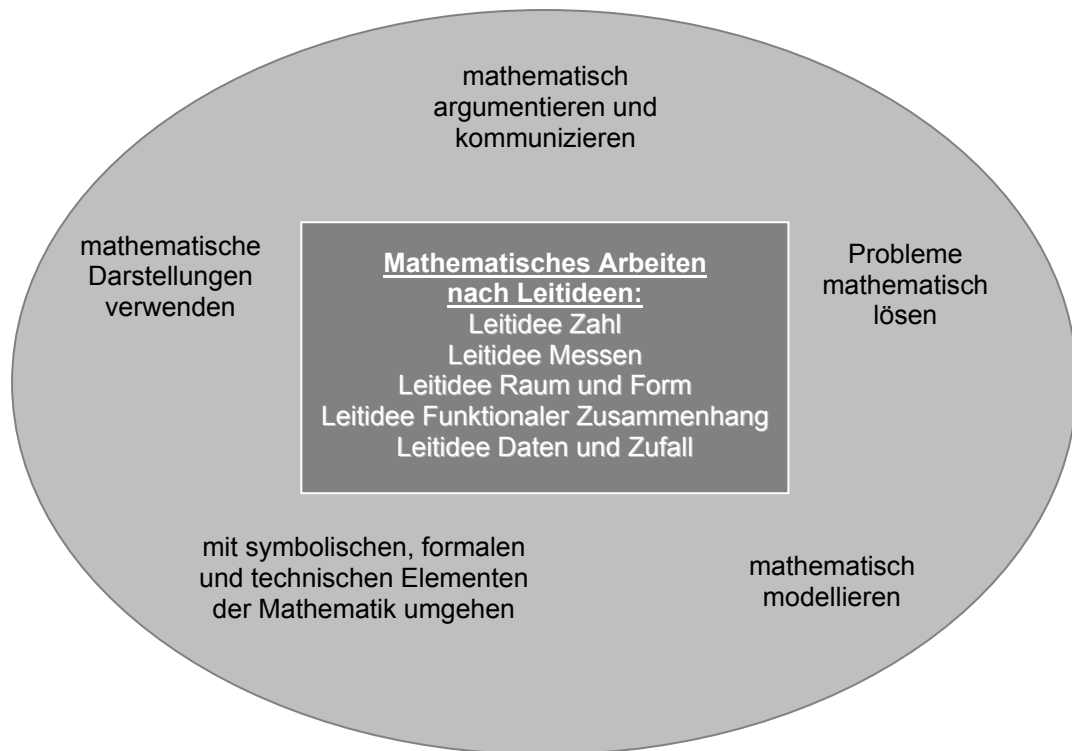 mathematisch
argumentieren und
kommunizieren
mathematische
Darstellungen
verwenden
Mathematisches Arbeiten
nach Leitideen:
Leitidee Zahl
Leitidee Messen
Leitidee Raum und Form
Leitidee Funktionaler Zusammenhang
Leitidee Daten und Zufall
Probleme
mathematisch
lösen
mit symbolischen, formalen
und technischen Elementen
der Mathematik umgehen
mathematisch
modellieren